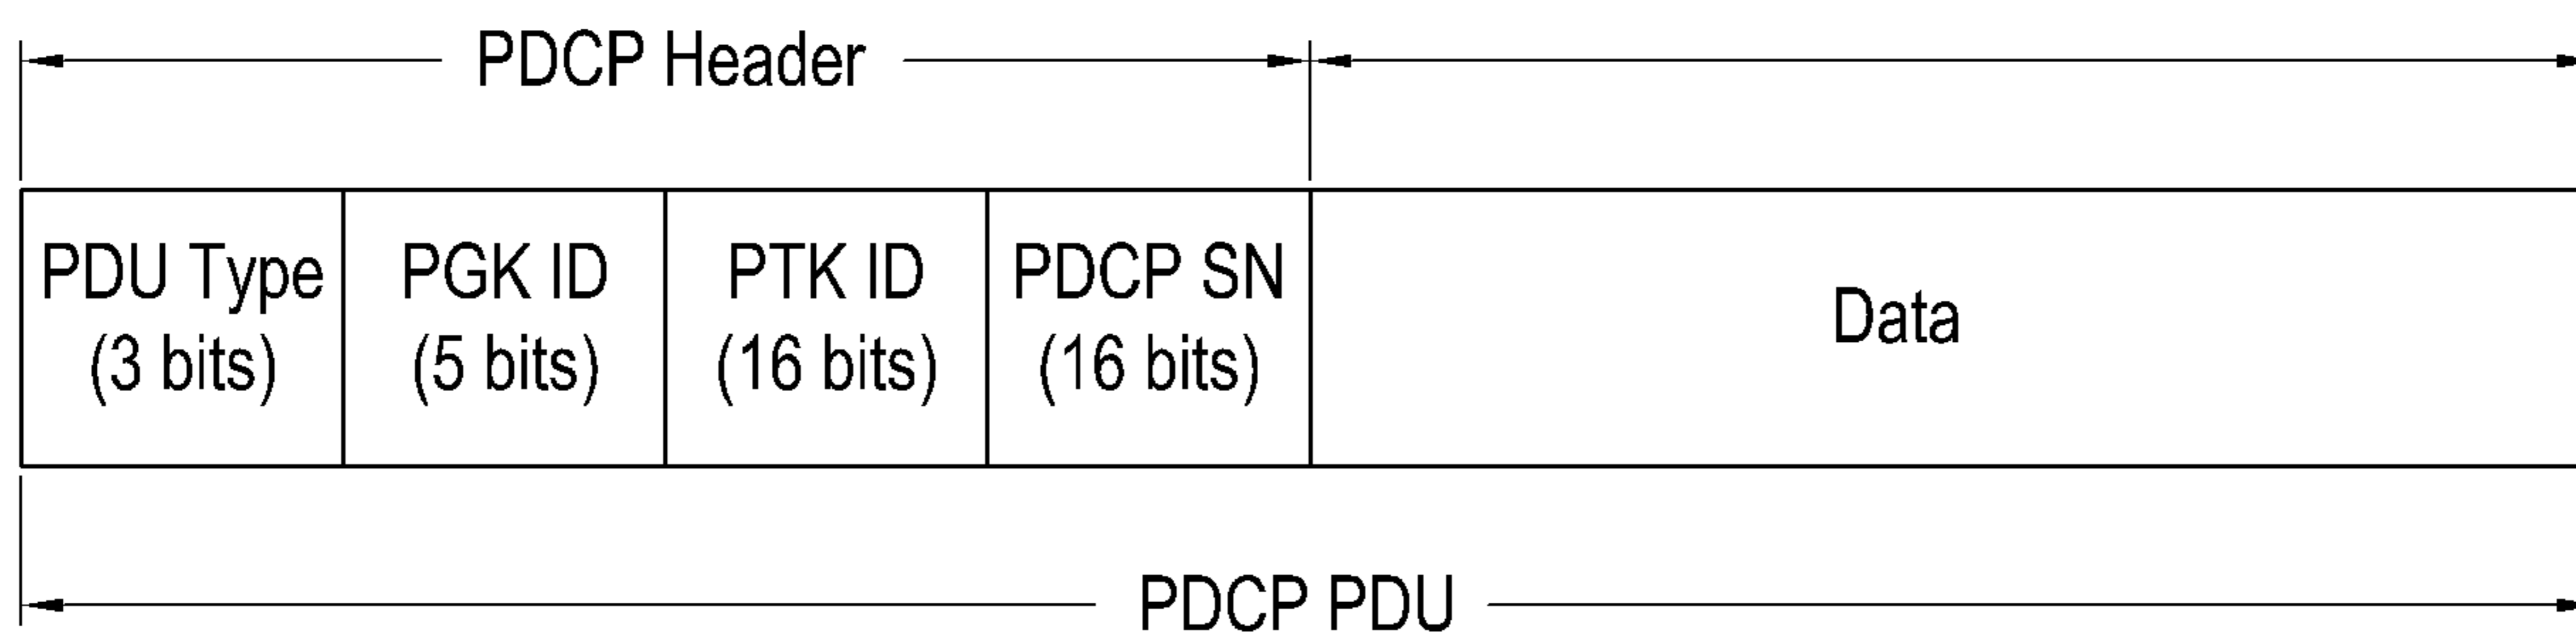 PDCP Header
PDU Type
(3 bits)
PGK ID
(5 bits)
PTK ID
(16 bits)
PDCP SN
(16 bits)
Data
PDCP PDU